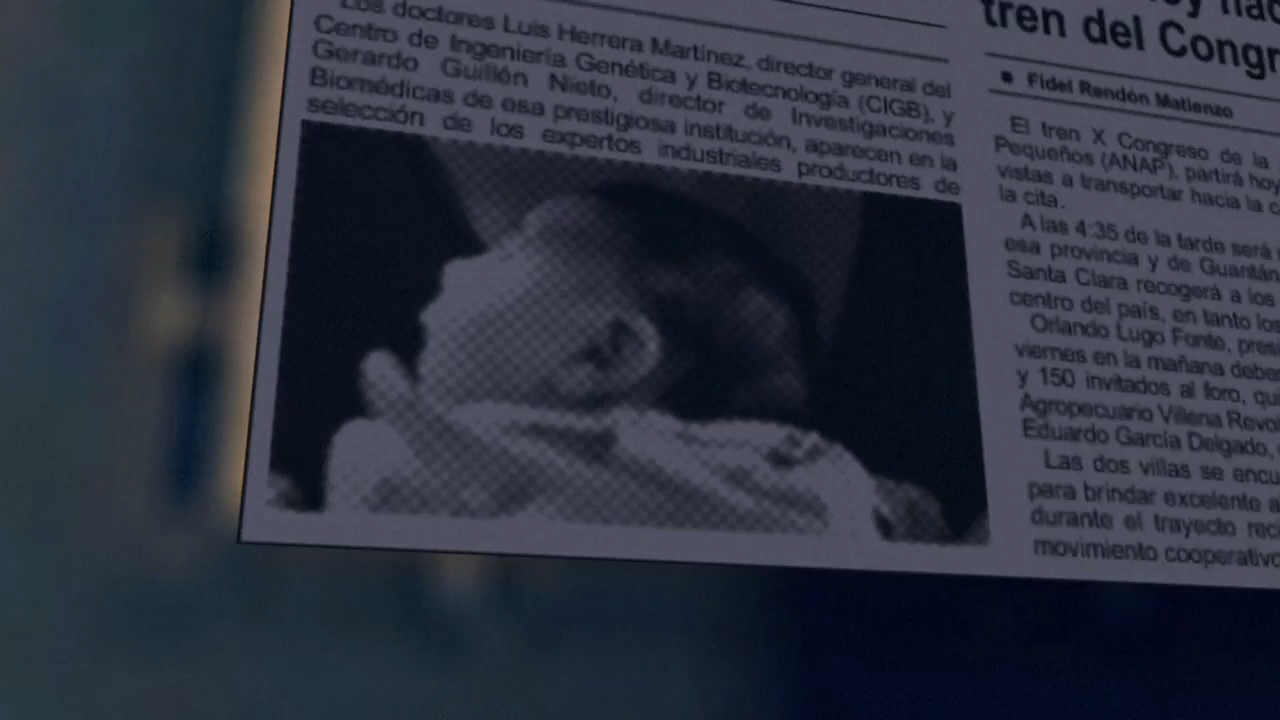 Los doctores Luis Herrera Martínez, director general del
Centro de Ingeniería Genética y Biotecnología (CIGB), y
Gerardo Guillén Nieto, director de Investigaciones
Biomédicas de esa prestigiosa institución, aparecen en la
selección de los expertos industriales productores de
tren del Congr
■ Fidel Rendón Matienzo
El tren X Congreso de la
Pequeños (ANAP), partirá hoy
vistas a transportar hacia la c
la cita.
A las 4:35 de la tarde será
esa provincia y de Guantán
Santa Clara recogerá a los
centro del país, en tanto los
Orlando Lugo Fonte, pres
viernes en la mañana debe
y 150 invitados al foro, qu
Agropecuario Villena Revol
Eduardo García Delgado,
Las dos villas se encu
para brindar excelente a
durante el trayecto rec
movimiento cooperativo